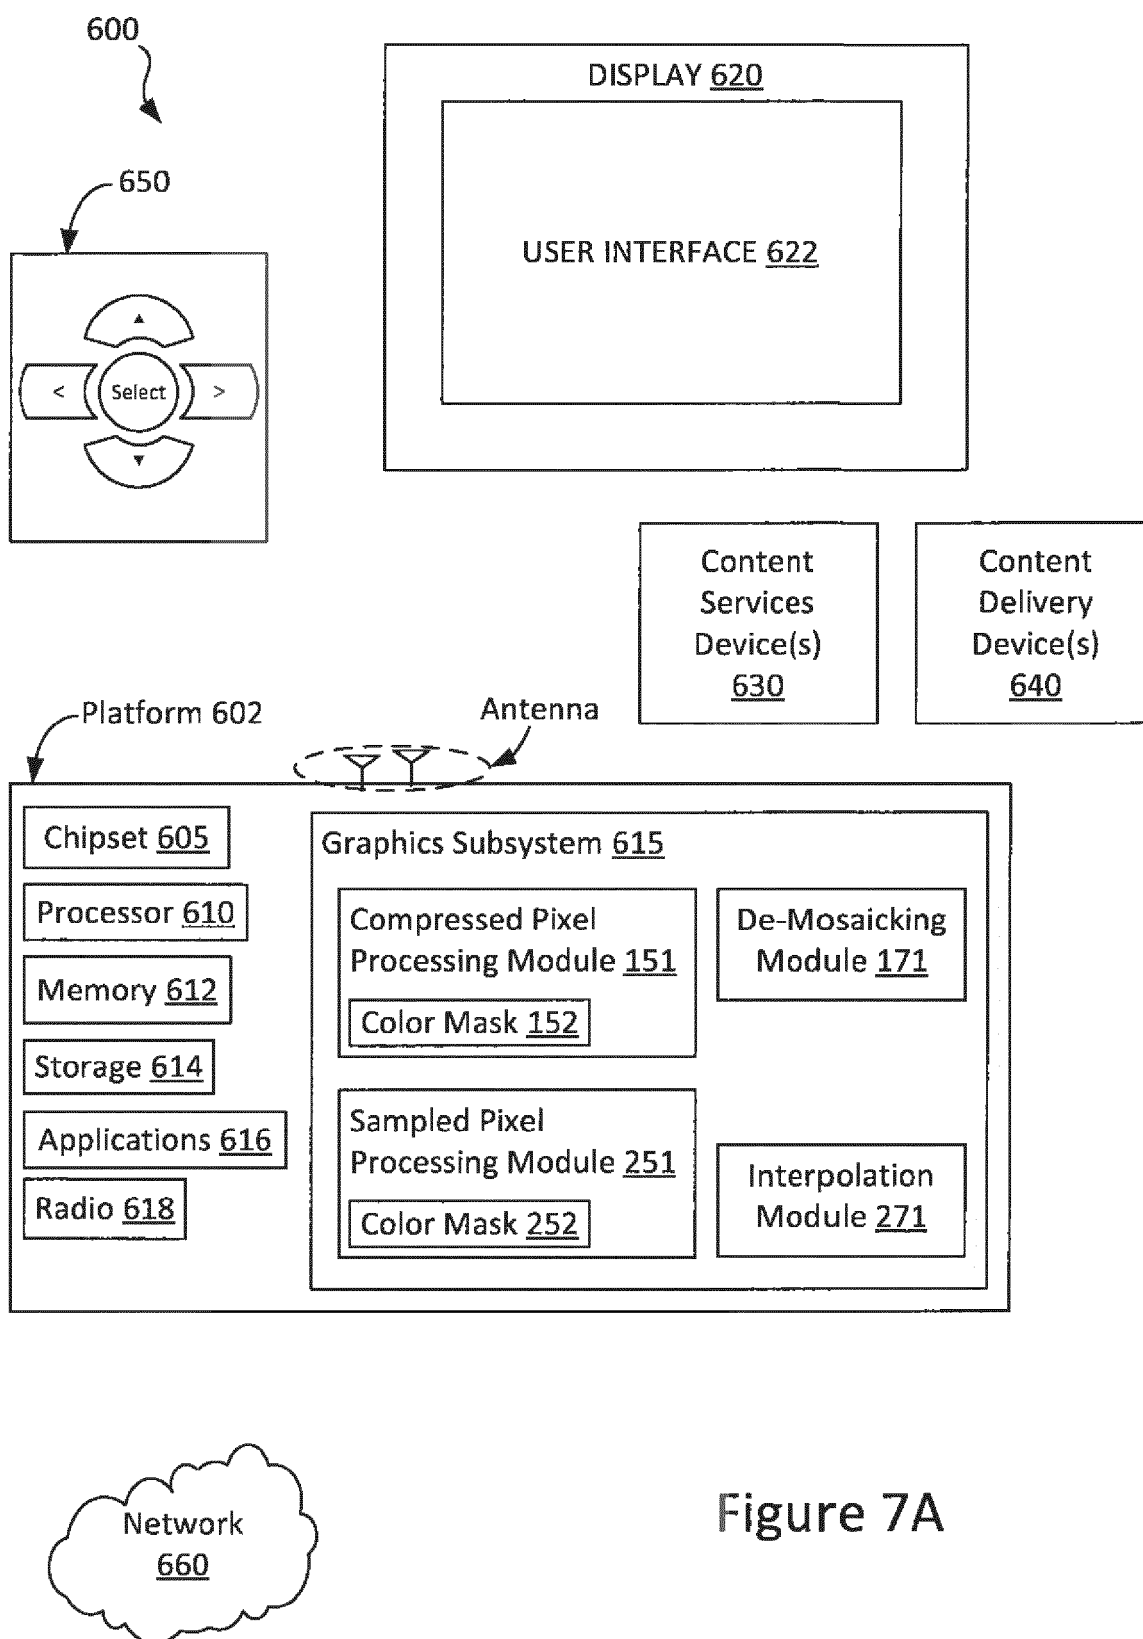 600
DISPLAY 620
650
USER INTERFACE 622
▲
< Select >
▼
Content
Services
Device(s)
630
Content
Delivery
Device(s)
640
Platform 602
Antenna
Chipset 605
Processor 610
Memory 612
Storage 614
Applications 616
Radio 618
Graphics Subsystem 615
Compressed Pixel
Processing Module 151
Color Mask 152
De-Mosaicking
Module 171
Sampled Pixel
Processing Module 251
Color Mask 252
Interpolation
Module 271
Network
660
Figure 7A